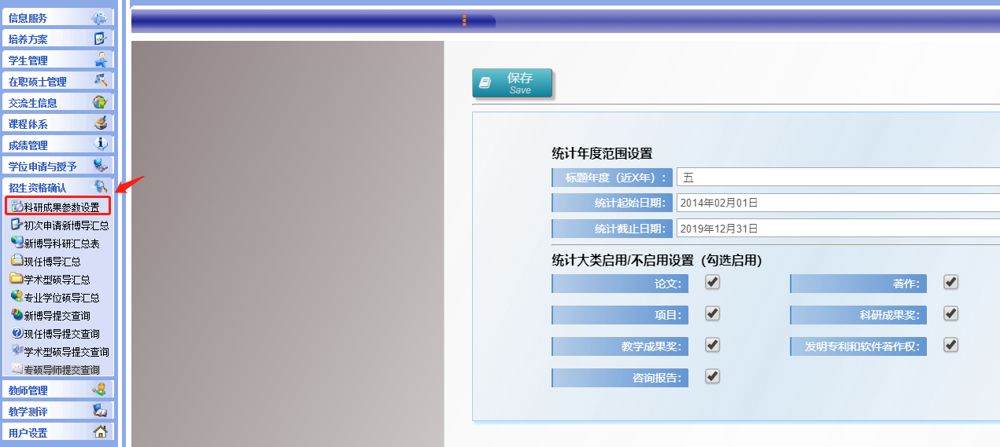 信息服务
培养方案
学生管理
在职硕士管理
交流生信息
课程体系
成绩管理
学位申请与授予
招生资格确认
科研成果参数设置
初次申请新博导汇总
新博导科研汇总表
现任博导汇总
学术型硕导汇总
专业学位硕导汇总
新博导提交查询
现任博导提交查询
学术型硕导提交查询
专硕导师提交查询
教师管理
教学测评
用户设置
保存
Save
统计年度范围设置
标题年度（近X年）: 五
统计起始日期: 2014年02月01日
统计截止日期: 2019年12月31日
统计大类启用/不启用设置（勾选启用）
论文: 著作:
项目: 科研成果奖:
教学成果奖: 发明专利和软件著作权:
咨询报告: